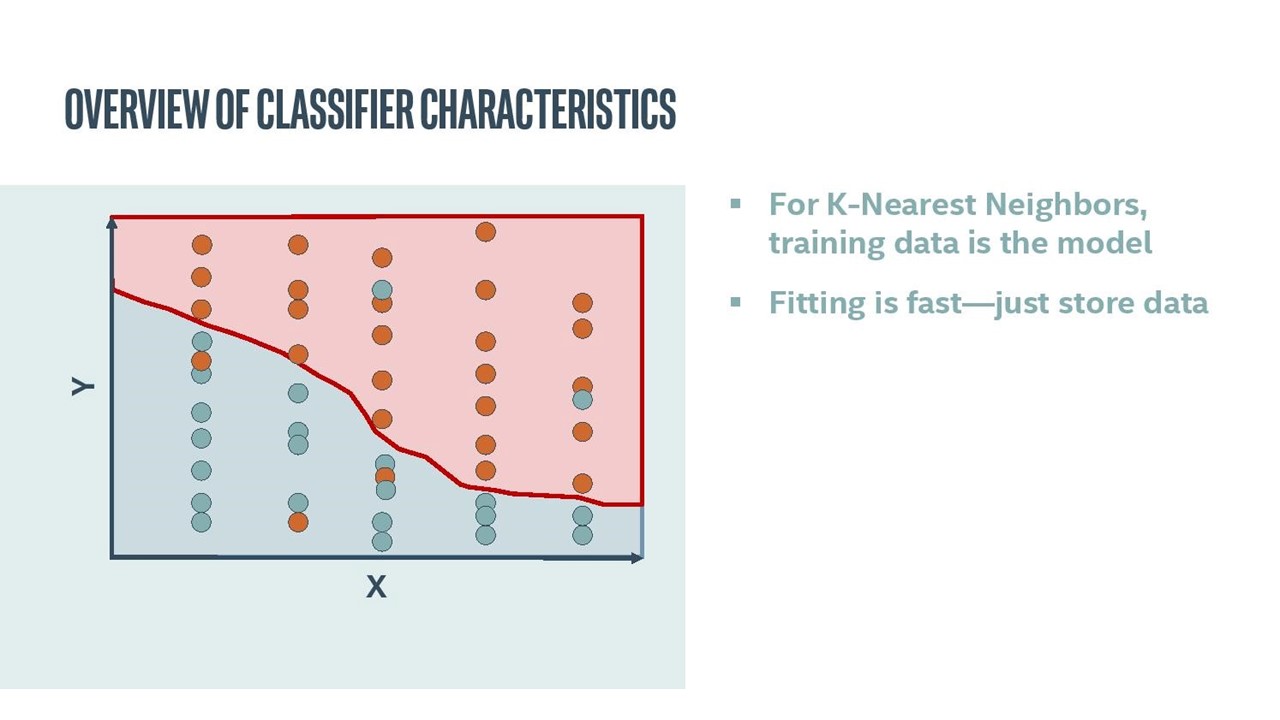 OVERVIEW OF CLASSIFIER CHARACTERISTICS
▪ For K-Nearest Neighbors,
training data is the model
▪ Fitting is fast—just store data
Y
X